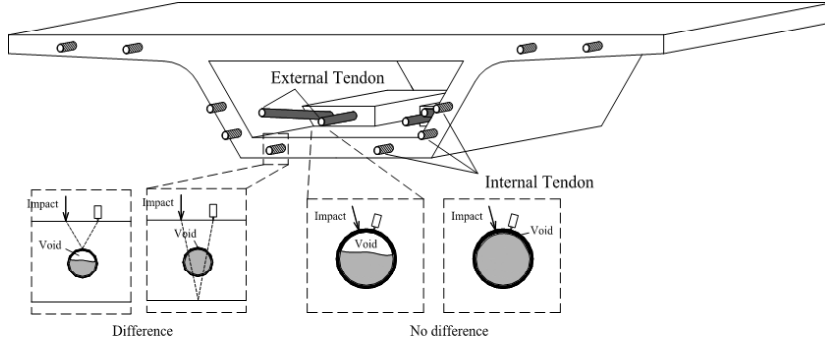 External Tendon
Internal Tendon
Impact
Void
Impact
Void
Impact
Void
Impact
Void
Difference
No difference